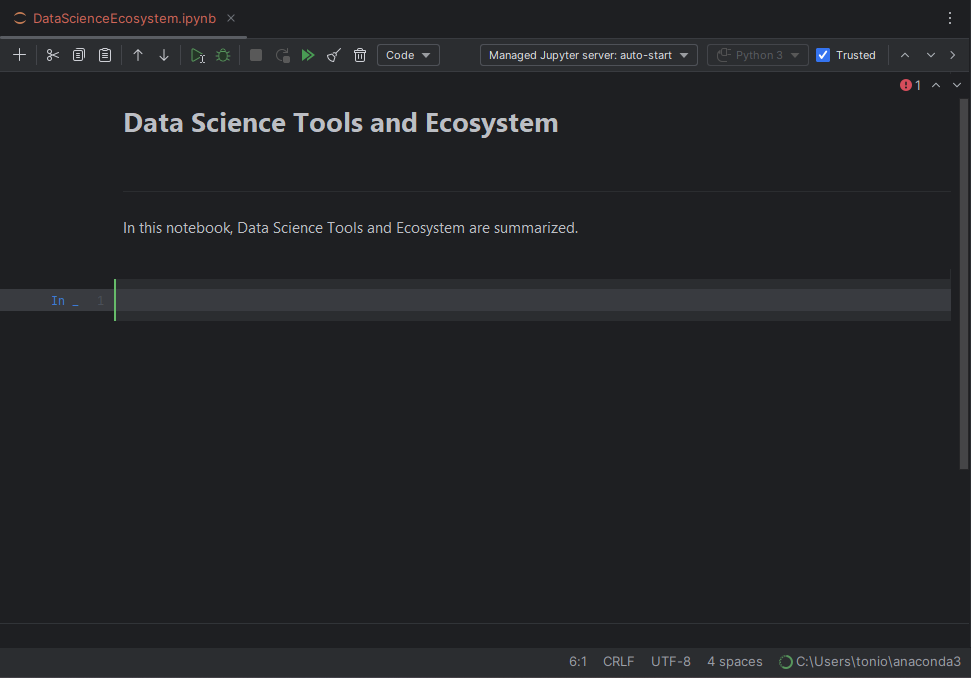 DataScienceEcosystem.ipynb
Code
Managed Jupyter server: auto-start
Python 3
Trusted
1
Data Science Tools and Ecosystem
In this notebook, Data Science Tools and Ecosystem are summarized.
In _ 1
6:1 CRLF UTF-8 4 spaces C:\Users\tonio\anaconda3